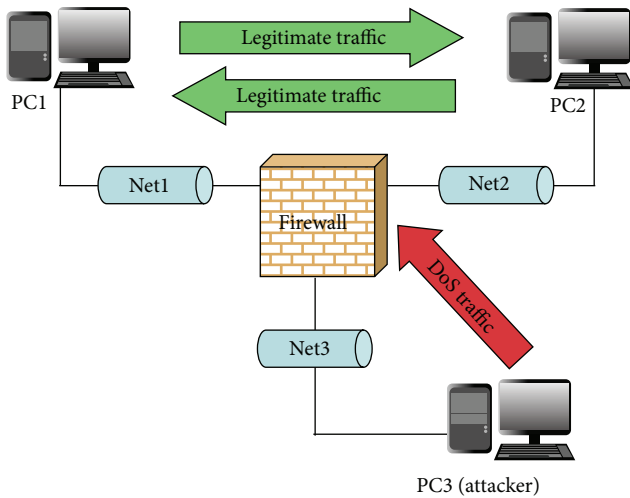 Legitimate traffic
Legitimate traffic
PC1
PC2
Net1
Net2
Firewall
DoS traffic
Net3
PC3 (attacker)